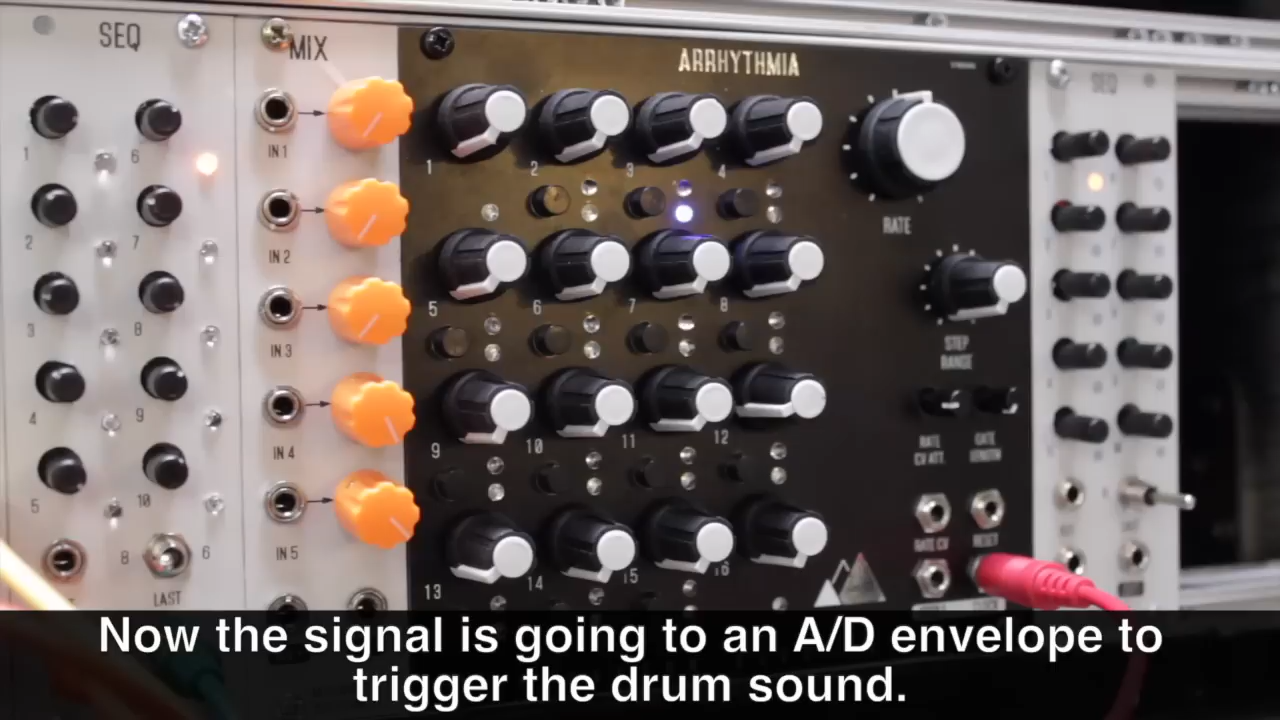 SEQ
MIX
ARRHYTHMIA
SEQ
IN 1
1
6
1
2
3
4
IN 2
2
7
RATE
5
6
7
8
IN 3
3
8
STEP
RANGE
IN 4
4
9
9
10
11
12
RATE
CV ATT.
GATE
LENGTH
IN 5
5
10
RATE CV
RESET
8
6
LAST
13
14
15
16
Now the signal is going to an A/D envelope to
trigger the drum sound.